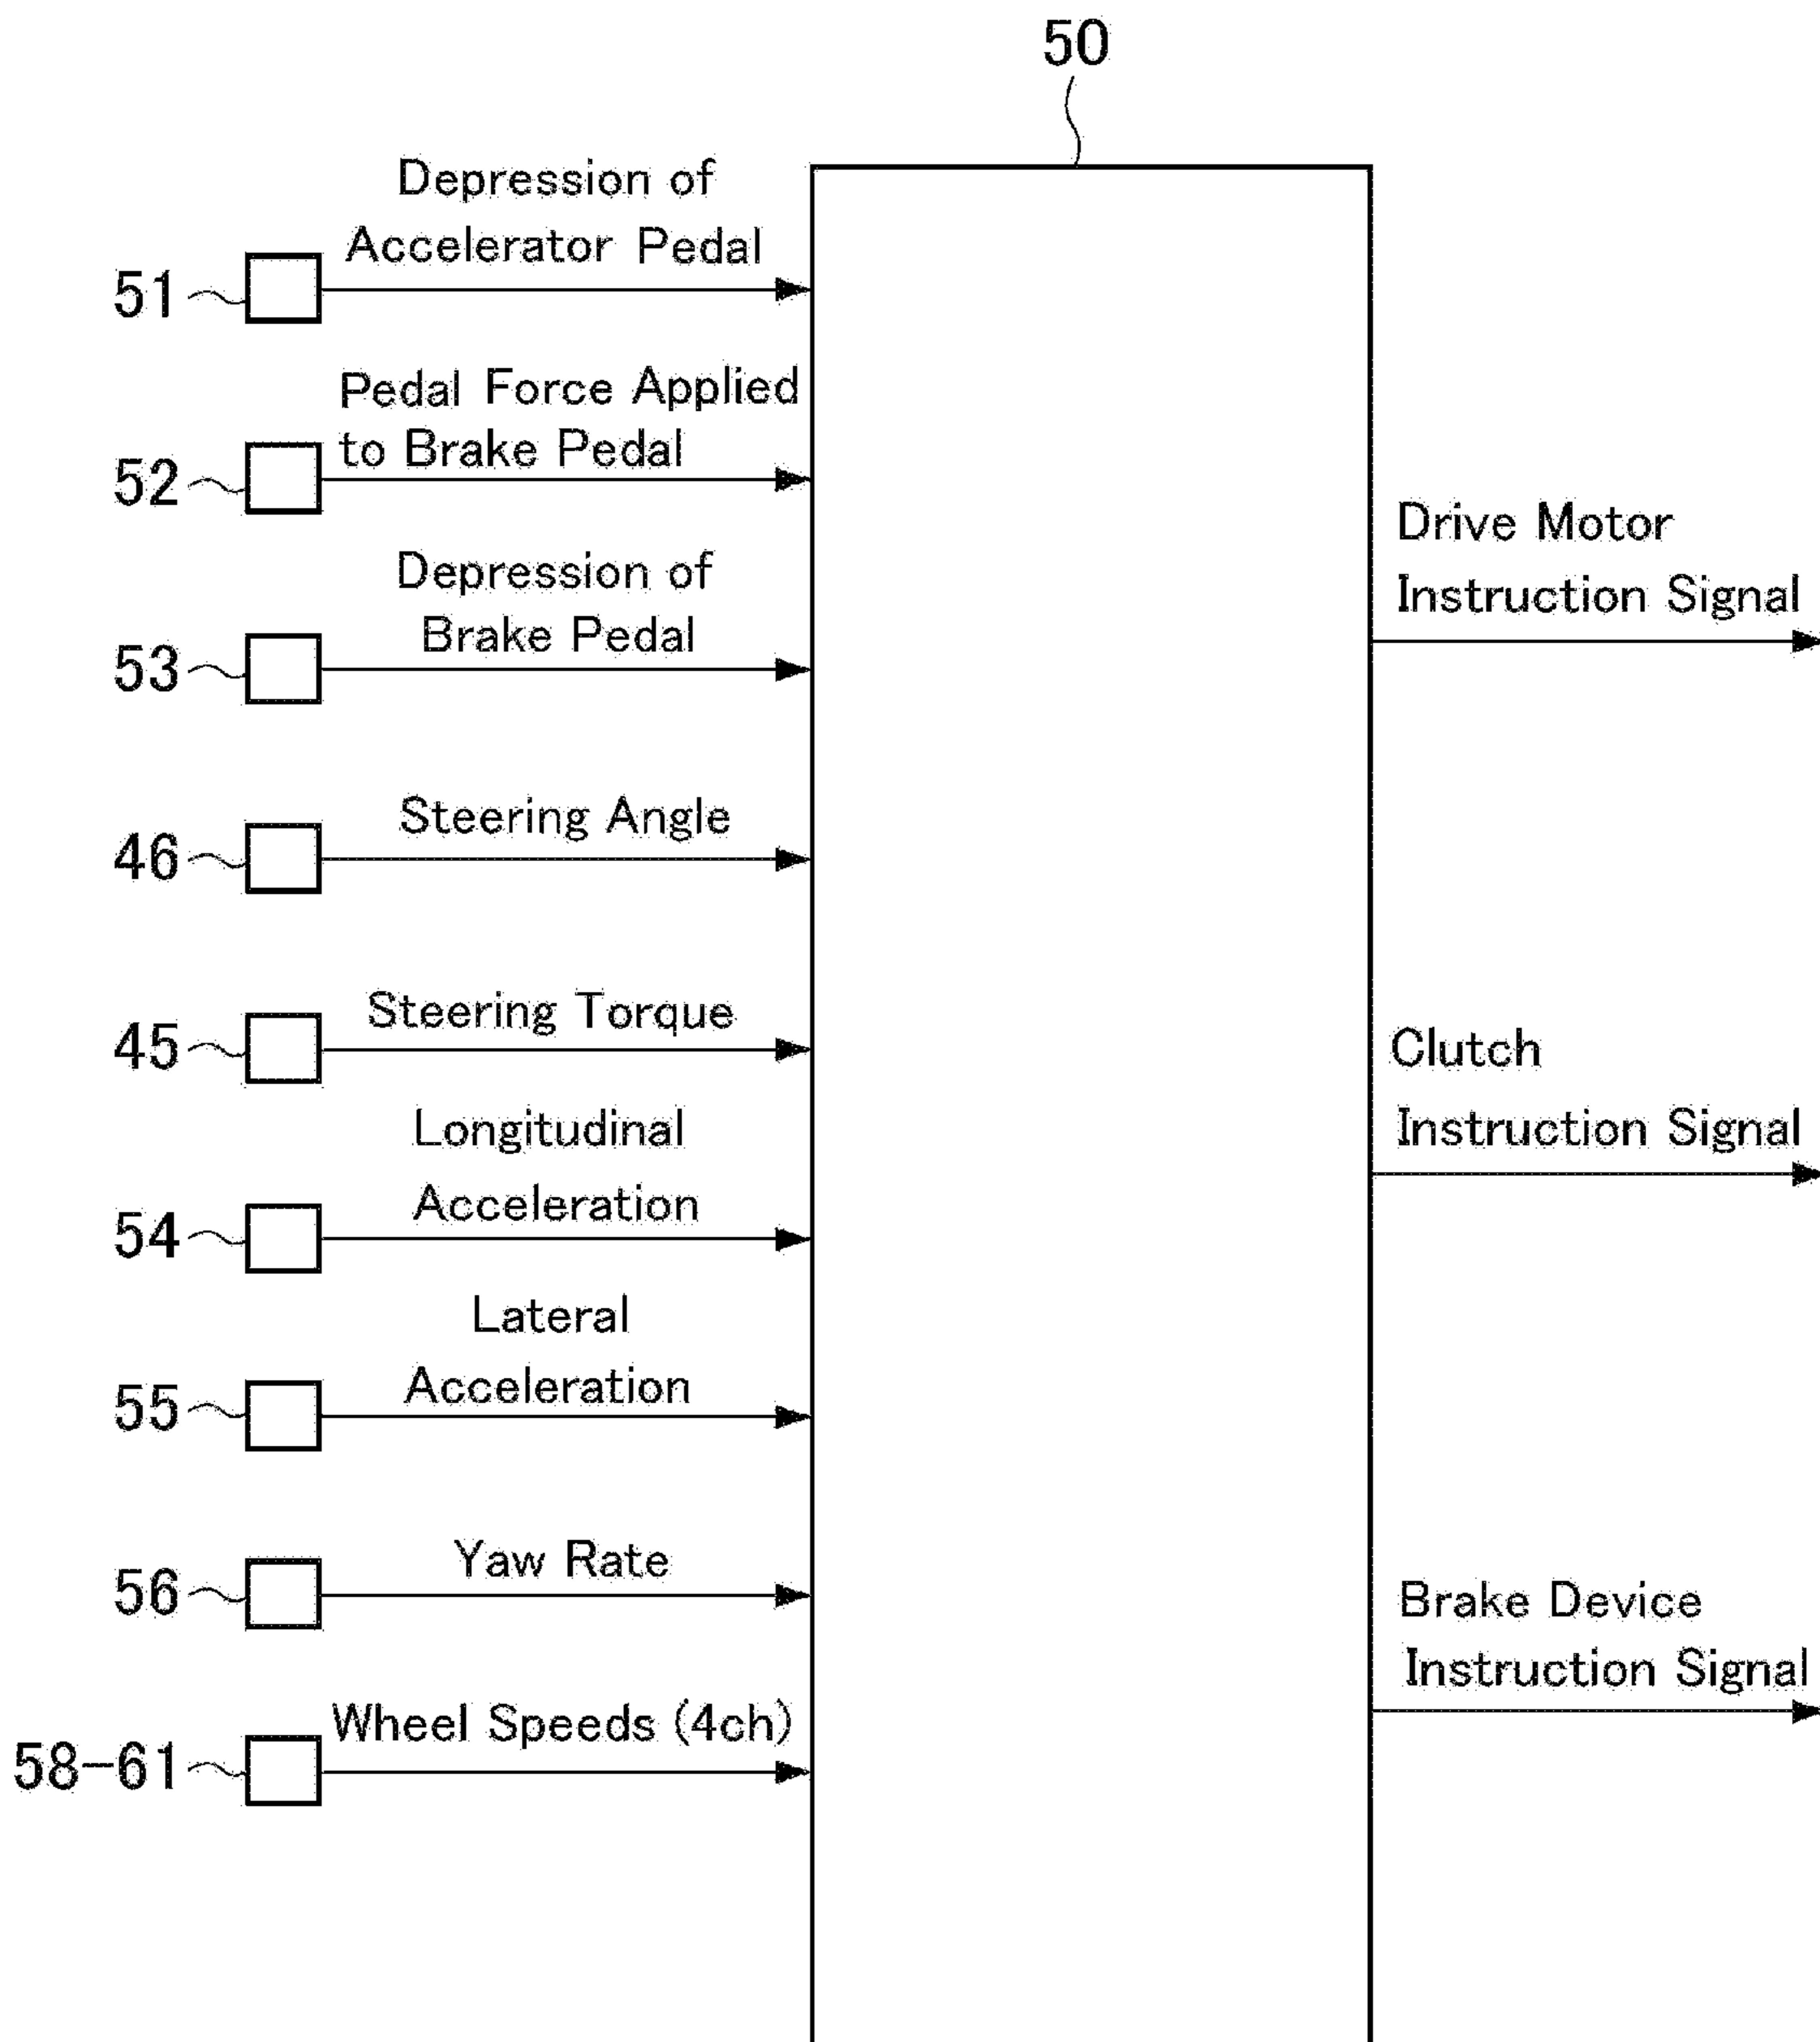 50
Depression of
Accelerator Pedal
51
Pedal Force Applied
to Brake Pedal
52
Depression of
Brake Pedal
53
Steering Angle
46
Steering Torque
45
Longitudinal
Acceleration
54
Lateral
Acceleration
55
Yaw Rate
56
Wheel Speeds (4ch)
58-61
Drive Motor
Instruction Signal
Clutch
Instruction Signal
Brake Device
Instruction Signal